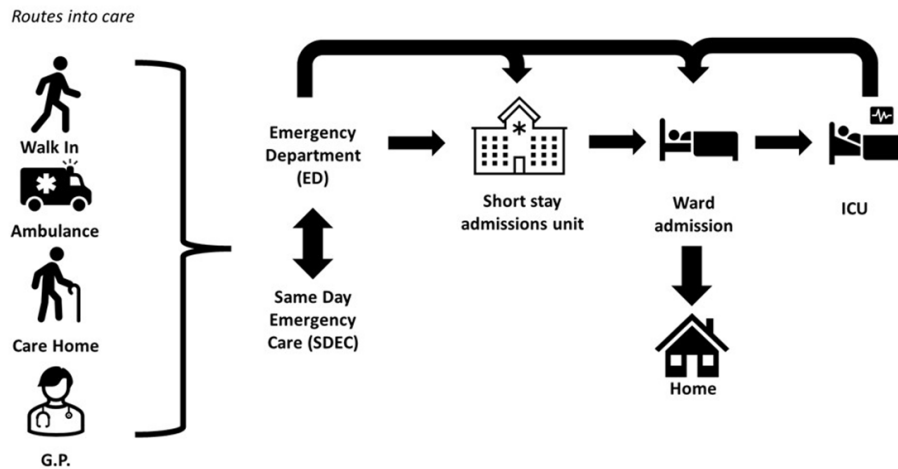 Routes into care
Walk In
Ambulance
Care Home
G.P.
Emergency
Department
(ED)
Same Day
Emergency
Care (SDEC)
Short stay
admissions unit
Ward
admission
Home
ICU